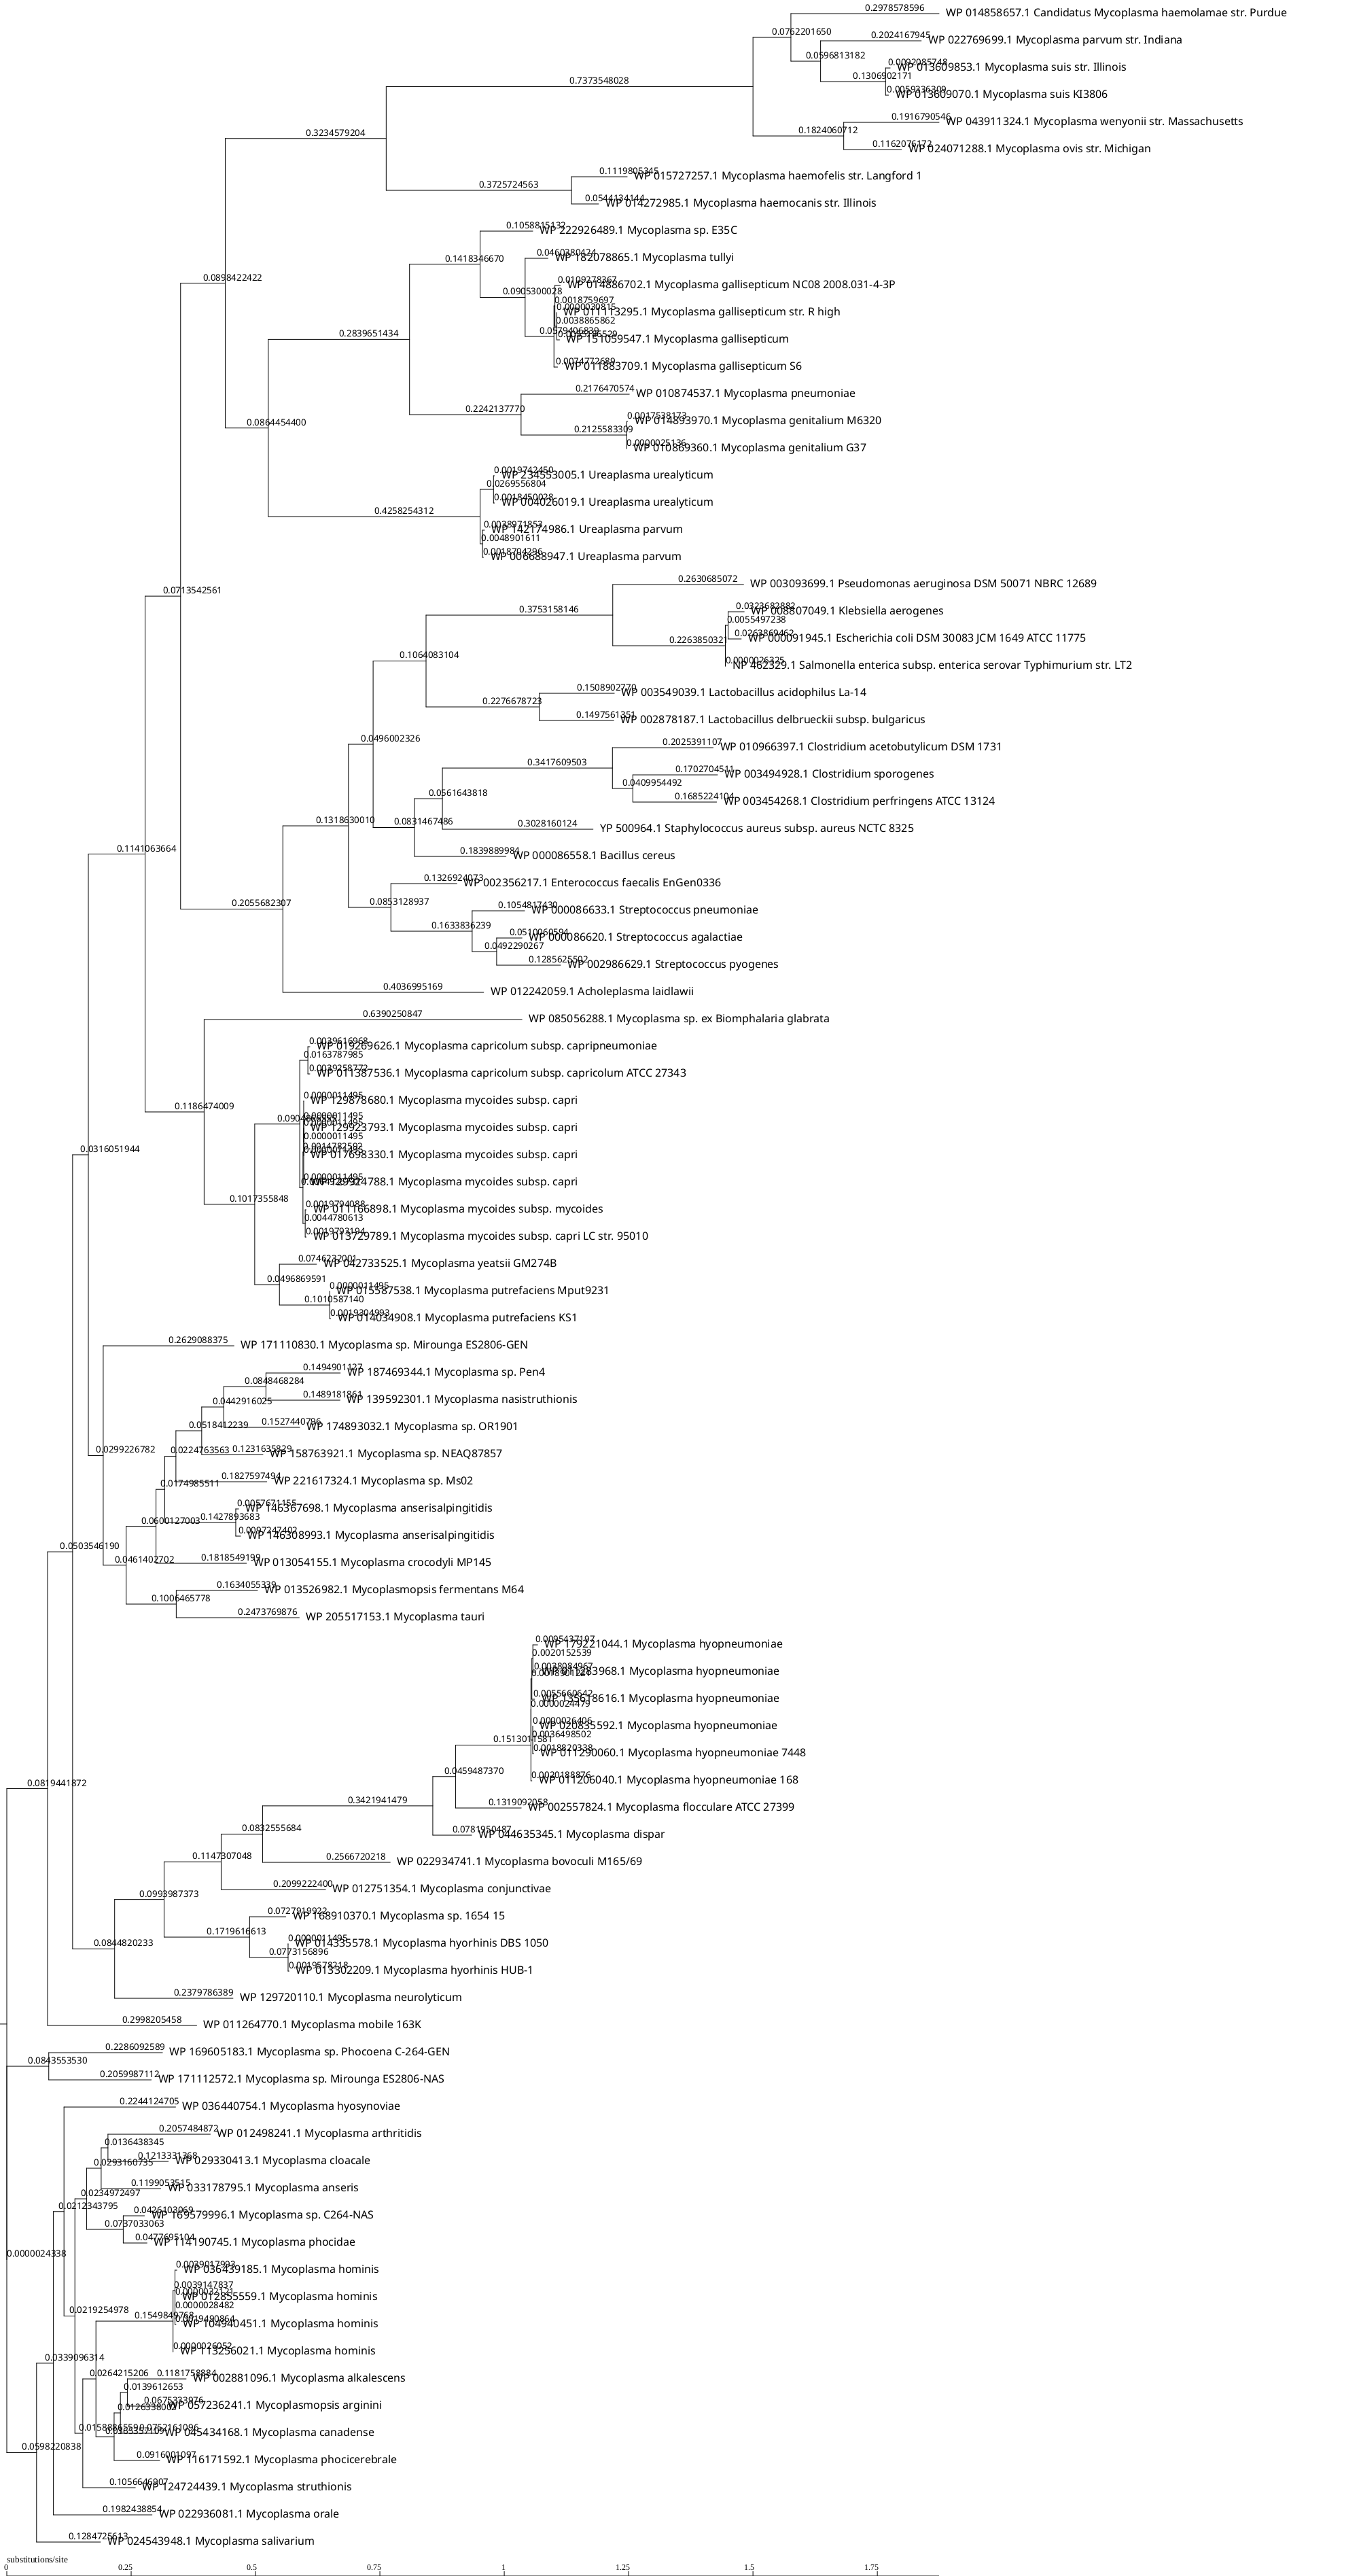 0.2978578596
WP 014858657.1 Candidatus Mycoplasma haemolamae str. Purdue
0.0762201650
0.2024167945
WP 022769699.1 Mycoplasma parvum str. Indiana
0.0596813182
WP 013609853.1 Mycoplasma suis str. Illinois
0.1306902171
0.7373548028
WP 013609070.1 Mycoplasma suis KI3806
0.1916790546
WP 043911324.1 Mycoplasma wenyonii str. Massachusetts
0.1824060712
0.3234579204
WP 024071288.1 Mycoplasma ovis str. Michigan
0.1119805345
WP 015727257.1 Mycoplasma haemofelis str. Langford 1
0.3725724563
0.0544134144
WP 014272985.1 Mycoplasma haemocanis str. Illinois
0.1058815132
WP 222926489.1 Mycoplasma sp. E35C
0.0460380424
WP 182078865.1 Mycoplasma tullyi
0.1418346670
0.0898422422
0.0109278367
WP 014886702.1 Mycoplasma gallisepticum NC08 2008.031-4-3P
0.0905300028
0.0018759697
WP 011113295.1 Mycoplasma gallisepticum str. R high
0.0038865862
0.2839651434
WP 151059547.1 Mycoplasma gallisepticum
0.0074772689
WP 011883709.1 Mycoplasma gallisepticum S6
0.2176470574
WP 010874537.1 Mycoplasma pneumoniae
0.2242137770
0.0017538173
WP 014893970.1 Mycoplasma genitalium M6320
0.0864454400
0.2125583309
0.0000025136
WP 010869360.1 Mycoplasma genitalium G37
0.0019742450
WP 234553005.1 Ureaplasma urealyticum
0.0269556804
0.0018450028
WP 004026019.1 Ureaplasma urealyticum
0.4258254312
0.0038971853
WP 142174986.1 Ureaplasma parvum
0.0048901611
0.0018704296
WP 006688947.1 Ureaplasma parvum
0.2630685072
WP 003093699.1 Pseudomonas aeruginosa DSM 50071 NBRC 12689
0.0713542561
0.3753158146
0.0323682882
WP 008807049.1 Klebsiella aerogenes
0.0055497238
0.0263869462
WP 000091945.1 Escherichia coli DSM 30083 JCM 1649 ATCC 11775
0.2263850321
0.1064083104
0.0000026325
NP 462329.1 Salmonella enterica subsp. enterica serovar Typhimurium str. LT2
0.1508902770
WP 003549039.1 Lactobacillus acidophilus La-14
0.2276678723
0.1497561351
WP 002878187.1 Lactobacillus delbrueckii subsp. bulgaricus
0.0496002326
0.2025391107
WP 010966397.1 Clostridium acetobutylicum DSM 1731
0.3417609503
0.1702704511
WP 003494928.1 Clostridium sporogenes
0.0409954492
0.0561643818
0.1685224104
WP 003454268.1 Clostridium perfringens ATCC 13124
0.1318630010
0.0831467486
0.3028160124
YP 500964.1 Staphylococcus aureus subsp. aureus NCTC 8325
0.1141063664
0.1839889984
WP 000086558.1 Bacillus cereus
0.1326924073
WP 002356217.1 Enterococcus faecalis EnGen0336
0.2055682307
0.0853128937
0.1054817430
WP 000086633.1 Streptococcus pneumoniae
0.1633836239
0.0510060594
WP 000086620.1 Streptococcus agalactiae
0.0492290267
0.1285625502
WP 002986629.1 Streptococcus pyogenes
0.4036995169
WP 012242059.1 Acholeplasma laidlawii
0.6390250847
WP 085056288.1 Mycoplasma sp. ex Biomphalaria glabrata
0.0039616968
WP 019269626.1 Mycoplasma capricolum subsp. capripneumoniae
0.0163787985
0.0039258772
WP 011387536.1 Mycoplasma capricolum subsp. capricolum ATCC 27343
0.0000011495
WP 129878680.1 Mycoplasma mycoides subsp. capri
0.1186474009
0.0000011495
WP 129923793.1 Mycoplasma mycoides subsp. capri
0.0000011495
0.0316051944
WP 017698330.1 Mycoplasma mycoides subsp. capri
0.0000011495
WP 129924788.1 Mycoplasma mycoides subsp. capri
0.1017355848
0.0019794088
WP 011166898.1 Mycoplasma mycoides subsp. mycoides
0.0044780613
0.0019793194
WP 013729789.1 Mycoplasma mycoides subsp. capri LC str. 95010
0.0746232001
WP 042733525.1 Mycoplasma yeatsii GM274B
0.0496869591
0.0000011495
WP 015587538.1 Mycoplasma putrefaciens Mput9231
0.1010587140
0.0019304993
WP 014034908.1 Mycoplasma putrefaciens KS1
0.2629088375
WP 171110830.1 Mycoplasma sp. Mirounga ES2806-GEN
0.1494901127
WP 187469344.1 Mycoplasma sp. Pen4
0.0848468284
0.1489181861
WP 139592301.1 Mycoplasma nasistruthionis
0.0442916025
0.1527440796
WP 174893032.1 Mycoplasma sp. OR1901
0.0518412239
0.0299226782
0.0224763563
0.1231635829
WP 158763921.1 Mycoplasma sp. NEAQ87857
0.1827597494
WP 221617324.1 Mycoplasma sp. Ms02
0.0174985511
0.0057671155
WP 146367698.1 Mycoplasma anserisalpingitidis
0.0600127003
0.1427893683
0.0097247402
WP 146308993.1 Mycoplasma anserisalpingitidis
0.0503546190
0.0461402702
0.1818549199
WP 013054155.1 Mycoplasma crocodyli MP145
0.1634055339
WP 013526982.1 Mycoplasmopsis fermentans M64
0.1006465778
0.2473769876
WP 205517153.1 Mycoplasma tauri
0.0095437197
WP 179221044.1 Mycoplasma hyopneumoniae
0.0020152539
0.0038084967
WP 011283968.1 Mycoplasma hyopneumoniae
0.0055660642
WP 135618616.1 Mycoplasma hyopneumoniae
0.0000024479
0.0000026406
WP 020835592.1 Mycoplasma hyopneumoniae
0.0036498502
0.1513011581
0.0018820338
WP 011290060.1 Mycoplasma hyopneumoniae 7448
0.0459487370
0.0020188876
WP 011206040.1 Mycoplasma hyopneumoniae 168
0.0819441872
0.3421941479
0.1319092058
WP 002557824.1 Mycoplasma flocculare ATCC 27399
0.0832555684
0.0781950487
WP 044635345.1 Mycoplasma dispar
0.1147307048
0.2566720218
WP 022934741.1 Mycoplasma bovoculi M165/69
0.2099222400
WP 012751354.1 Mycoplasma conjunctivae
0.0993987373
0.0727919922
WP 168910370.1 Mycoplasma sp. 1654 15
0.1719616613
0.0000011495
WP 014335578.1 Mycoplasma hyorhinis DBS 1050
0.0844820233
0.0773156896
0.0019578218
WP 013302209.1 Mycoplasma hyorhinis HUB-1
0.2379786389
WP 129720110.1 Mycoplasma neurolyticum
0.2998205458
WP 011264770.1 Mycoplasma mobile 163K
0.2286092589
WP 169605183.1 Mycoplasma sp. Phocoena C-264-GEN
0.0843553530
0.2059987112
WP 171112572.1 Mycoplasma sp. Mirounga ES2806-NAS
0.2244124705
WP 036440754.1 Mycoplasma hyosynoviae
0.2057484872
WP 012498241.1 Mycoplasma arthritidis
0.0136438345
0.1213331368
WP 029330413.1 Mycoplasma cloacale
0.0293160735
0.1199053515
WP 033178795.1 Mycoplasma anseris
0.0234972497
0.0212343795
0.0426103069
WP 169579996.1 Mycoplasma sp. C264-NAS
0.0737033063
0.0477695104
WP 114190745.1 Mycoplasma phocidae
0.0000024338
0.0039017993
WP 036439185.1 Mycoplasma hominis
0.0039147837
WP 012855559.1 Mycoplasma hominis
0.0000028482
0.0219254978
0.1549849768
WP 104940451.1 Mycoplasma hominis
0.0000026052
WP 113256021.1 Mycoplasma hominis
0.0339096314
0.0264215206
0.1181758884
WP 002881096.1 Mycoplasma alkalescens
0.0139612653
0.0675333976
WP 057236241.1 Mycoplasmopsis arginini
0.0126338002
0.0752161096
WP 045434168.1 Mycoplasma canadense
0.0598220838
0.0916001097
WP 116171592.1 Mycoplasma phocicerebrale
0.1056646907
WP 124724439.1 Mycoplasma struthionis
0.1982438854
WP 022936081.1 Mycoplasma orale
0.1284725613
WP 024543948.1 Mycoplasma salivarium
substitutions/site
0 0.25 0.5 0.75 1 1.25 1.5 1.75